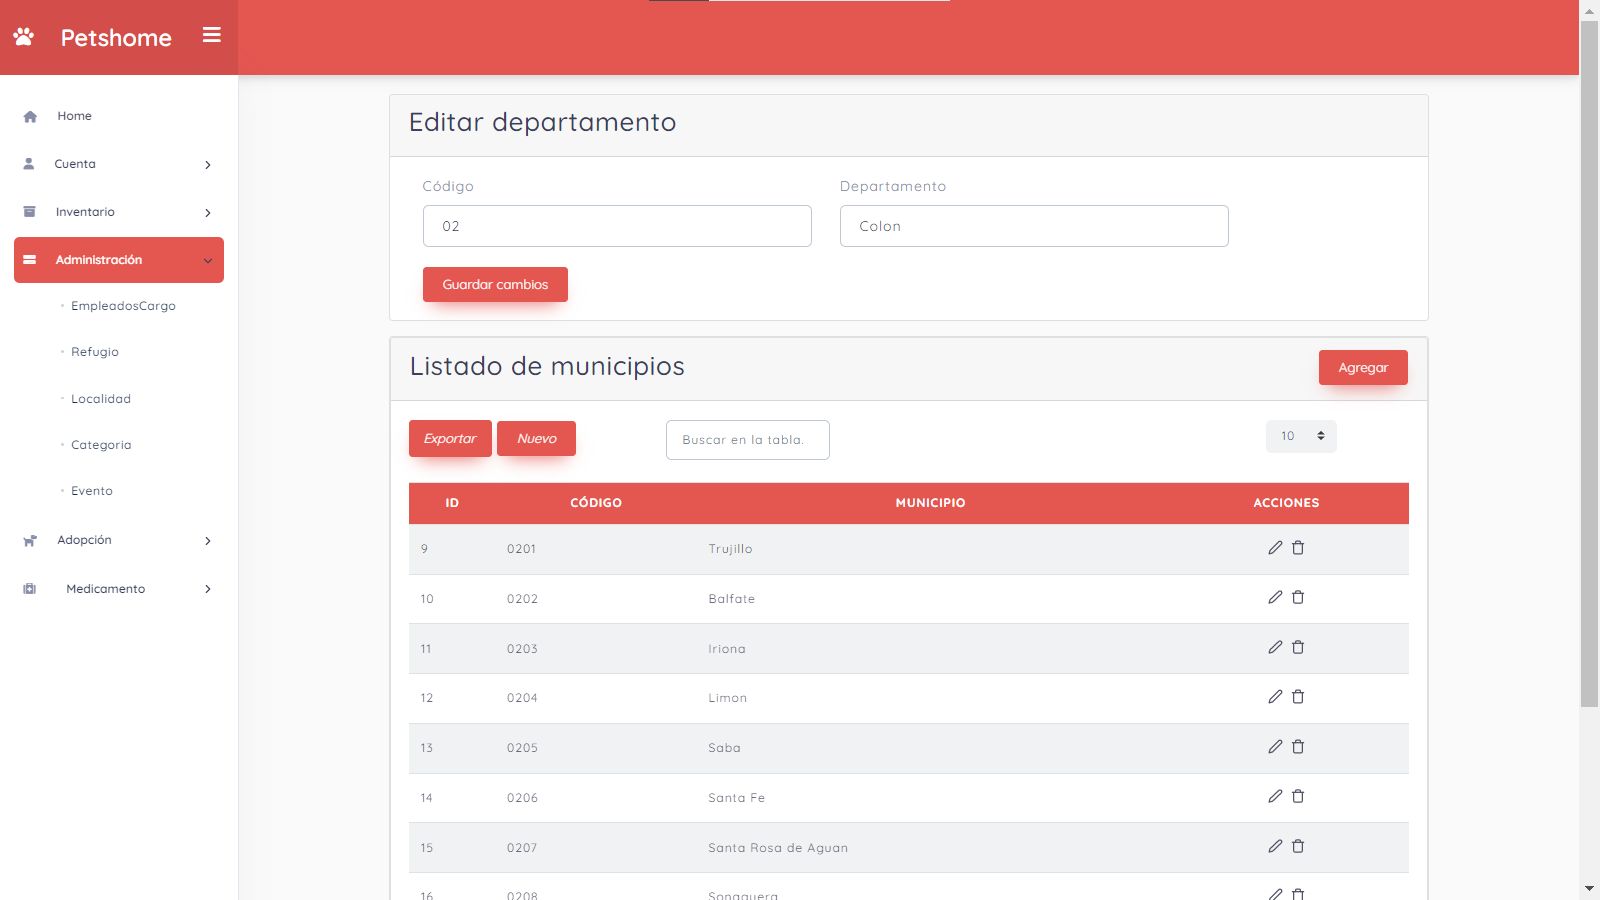 Petshome
Home
Cuenta
Inventario
Administración
EmpleadosCargo
Refugio
Localidad
Categoria
Evento
Adopción
Medicamento
Editar departamento
Código
Departamento
02
Colon
Guardar cambios
Listado de municipios
Agregar
Exportar
Nuevo
Buscar en la tabla.
10
ID CÓDIGO MUNICIPIO ACCIONES
9 0201 Trujillo
10 0202 Balfate
11 0203 Iriona
12 0204 Limon
13 0205 Saba
14 0206 Santa Fe
15 0207 Santa Rosa de Aguan
16 0208 Sonaguera